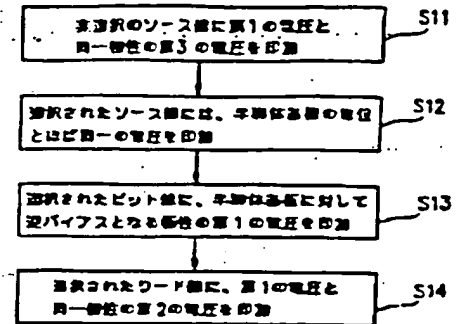 非選択のソース線に第1の電圧と
同一極性の第3の電圧を印加
S11
選択されたソース線には、半導体基板の電位
とほぼ同一の電圧を印加
S12
選択されたビット線に、半導体基板に対して
逆バイアスとなる極性の第1の電圧を印加
S13
選択されたワード線に、第1の電圧と
同一極性の第2の電圧を印加
S14